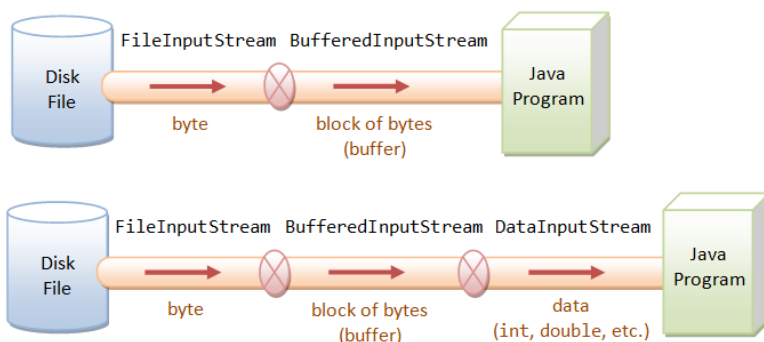 FileInputStream BufferedInputStream
Disk
File
Java
Program
byte
block of bytes
(buffer)
FileInputStream BufferedInputStream DataInputStream
Disk
File
Java
Program
byte
block of bytes
(buffer)
data
(int, double, etc.)